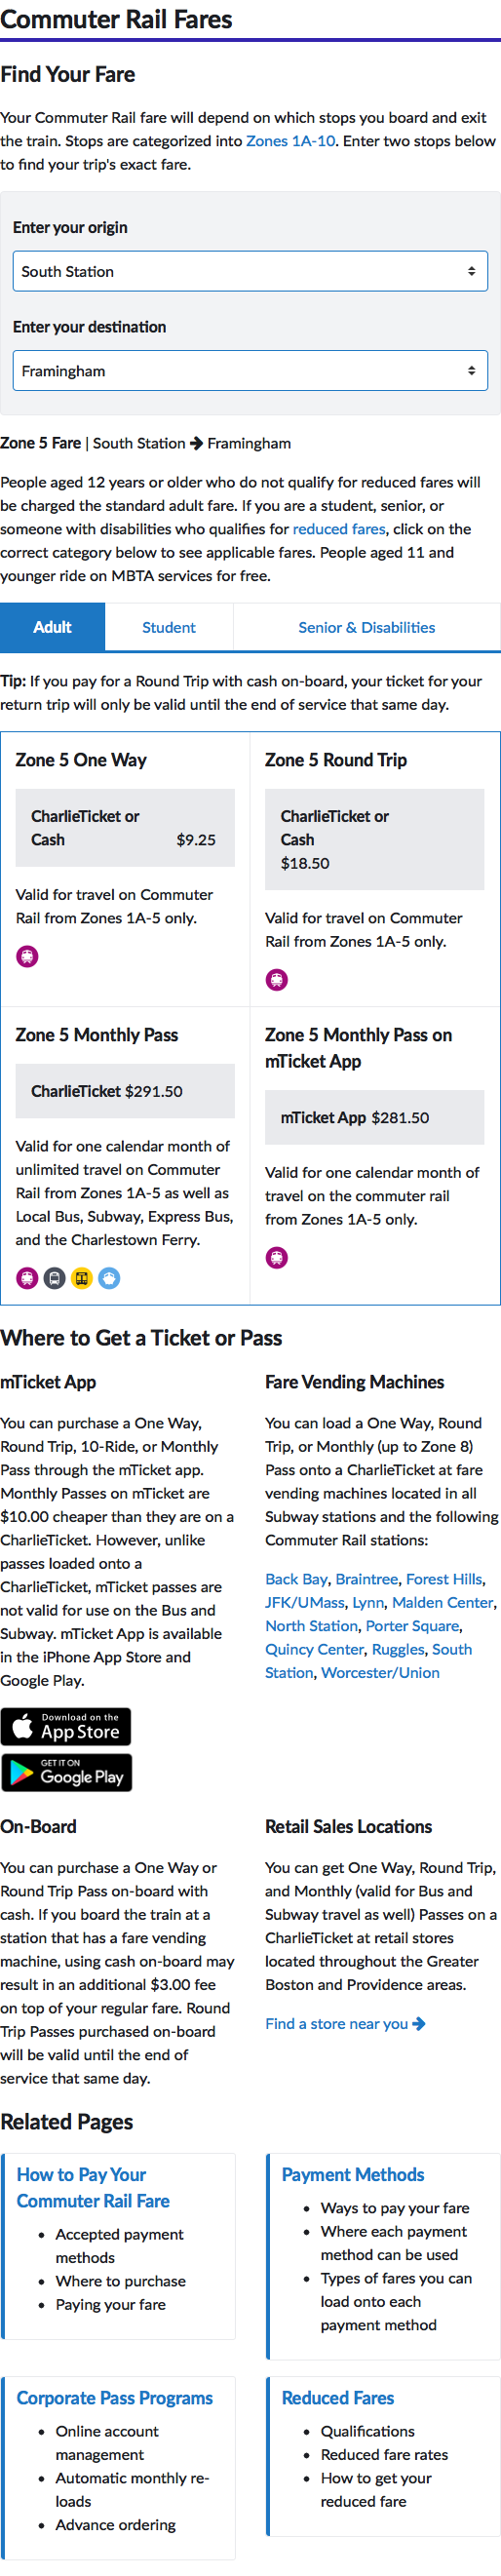 Commuter Rail Fares
Find Your Fare
Your Commuter Rail fare will depend on which stops you board and exit
the train. Stops are categorized into Zones 1A-10. Enter two stops below
to find your trip's exact fare.
Enter your origin
South Station
Enter your destination
Framingham
Zone 5 Fare | South Station → Framingham
People aged 12 years or older who do not qualify for reduced fares will
be charged the standard adult fare. If you are a student, senior, or
someone with disabilities who qualifies for reduced fares, click on the
correct category below to see applicable fares. People aged 11 and
younger ride on MBTA services for free.
Adult
Student
Senior & Disabilities
Tip: If you pay for a Round Trip with cash on-board, your ticket for your
return trip will only be valid until the end of service that same day.
Zone 5 One Way
CharlieTicket or
Cash $9.25
Valid for travel on Commuter
Rail from Zones 1A-5 only.
Zone 5 Round Trip
CharlieTicket or
Cash
$18.50
Valid for travel on Commuter
Rail from Zones 1A-5 only.
Zone 5 Monthly Pass
CharlieTicket $291.50
Valid for one calendar month of
unlimited travel on Commuter
Rail from Zones 1A-5 as well as
Local Bus, Subway, Express Bus,
and the Charlestown Ferry.
Zone 5 Monthly Pass on
mTicket App
mTicket App $281.50
Valid for one calendar month of
travel on the commuter rail
from Zones 1A-5 only.
Where to Get a Ticket or Pass
mTicket App
You can purchase a One Way,
Round Trip, 10-Ride, or Monthly
Pass through the mTicket app.
Monthly Passes on mTicket are
$10.00 cheaper than they are on a
CharlieTicket. However, unlike
passes loaded onto a
CharlieTicket, mTicket passes are
not valid for use on the Bus and
Subway. mTicket App is available
in the iPhone App Store and
Google Play.
Download on the
App Store
GET IT ON
Google Play
Fare Vending Machines
You can load a One Way, Round
Trip, or Monthly (up to Zone 8)
Pass onto a CharlieTicket at fare
vending machines located in all
Subway stations and the following
Commuter Rail stations:
Back Bay, Braintree, Forest Hills,
JFK/UMass, Lynn, Malden Center,
North Station, Porter Square,
Quincy Center, Ruggles, South
Station, Worcester/Union
On-Board
You can purchase a One Way or
Round Trip Pass on-board with
cash. If you board the train at a
station that has a fare vending
machine, using cash on-board may
result in an additional $3.00 fee
on top of your regular fare. Round
Trip Passes purchased on-board
will be valid until the end of
service that same day.
Retail Sales Locations
You can get One Way, Round Trip,
and Monthly (valid for Bus and
Subway travel as well) Passes on a
CharlieTicket at retail stores
located throughout the Greater
Boston and Providence areas.
Find a store near you →
Related Pages
How to Pay Your
Commuter Rail Fare
• Accepted payment
methods
• Where to purchase
• Paying your fare
Payment Methods
• Ways to pay your fare
• Where each payment
method can be used
• Types of fares you can
load onto each
payment method
Corporate Pass Programs
• Online account
management
• Automatic monthly re-
loads
• Advance ordering
Reduced Fares
• Qualifications
• Reduced fare rates
• How to get your
reduced fare